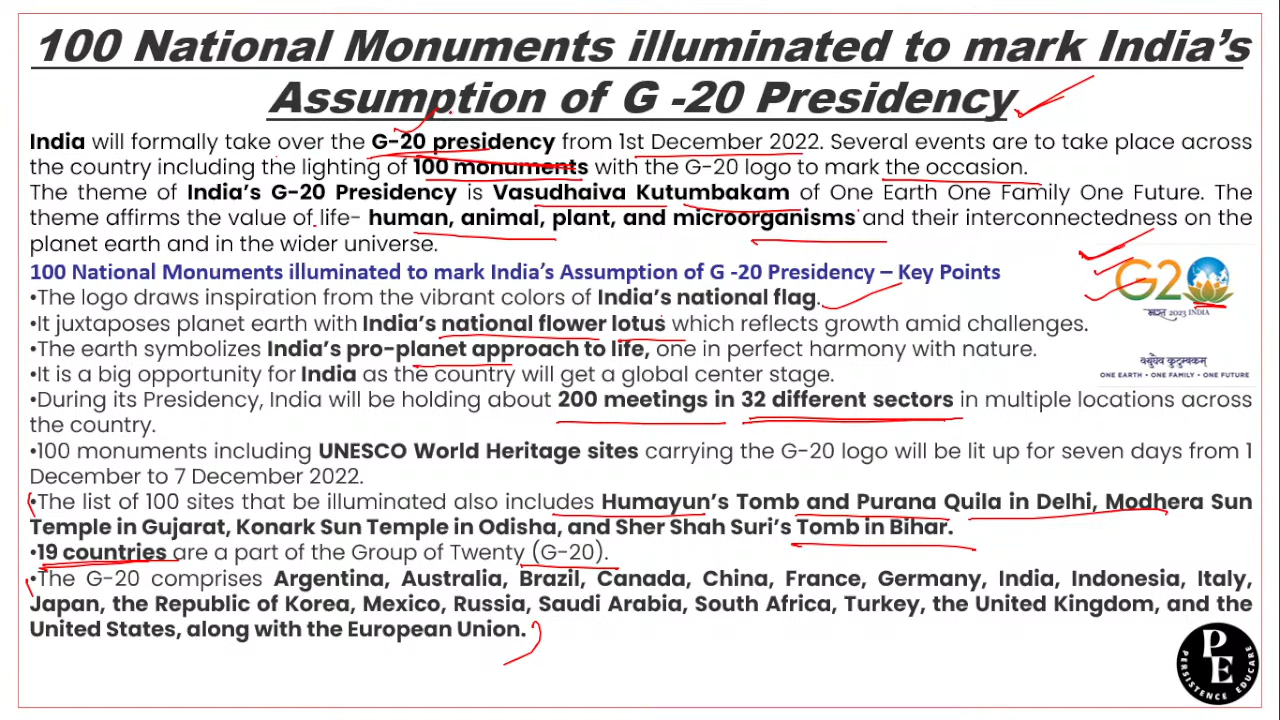 100 National Monuments illuminated to mark India's
Assumption of G -20 Presidency
India will formally take over the G-20 presidency from 1st December 2022. Several events are to take place across
the country including the lighting of 100 monuments with the G-20 logo to mark the occasion.
The theme of India's G-20 Presidency is Vasudhaiva Kutumbakam of One Earth One Family One Future. The
theme affirms the value of life- human, animal, plant, and microorganisms and their interconnectedness on the
planet earth and in the wider universe.
100 National Monuments illuminated to mark India's Assumption of G -20 Presidency – Key Points
•The logo draws inspiration from the vibrant colors of India's national flag.
•It juxtaposes planet earth with India's national flower lotus which reflects growth amid challenges.
•The earth symbolizes India's pro-planet approach to life, one in perfect harmony with nature.
•It is a big opportunity for India as the country will get a global center stage.
•During its Presidency, India will be holding about 200 meetings in 32 different sectors in multiple locations across
the country.
•100 monuments including UNESCO World Heritage sites carrying the G-20 logo will be lit up for seven days from 1
December to 7 December 2022.
•The list of 100 sites that be illuminated also includes Humayun's Tomb and Purana Quila in Delhi, Modhera Sun
Temple in Gujarat, Konark Sun Temple in Odisha, and Sher Shah Suri's Tomb in Bihar.
•19 countries are a part of the Group of Twenty (G-20).
•The G-20 comprises Argentina, Australia, Brazil, Canada, China, France, Germany, India, Indonesia, Italy,
Japan, the Republic of Korea, Mexico, Russia, Saudi Arabia, South Africa, Turkey, the United Kingdom, and the
United States, along with the European Union.
G20
भारत 2023 INDIA
वसुधैव कुटुम्बकम्
ONE EARTH • ONE FAMILY • ONE FUTURE
PE
PERSISTENCE EDUCARE